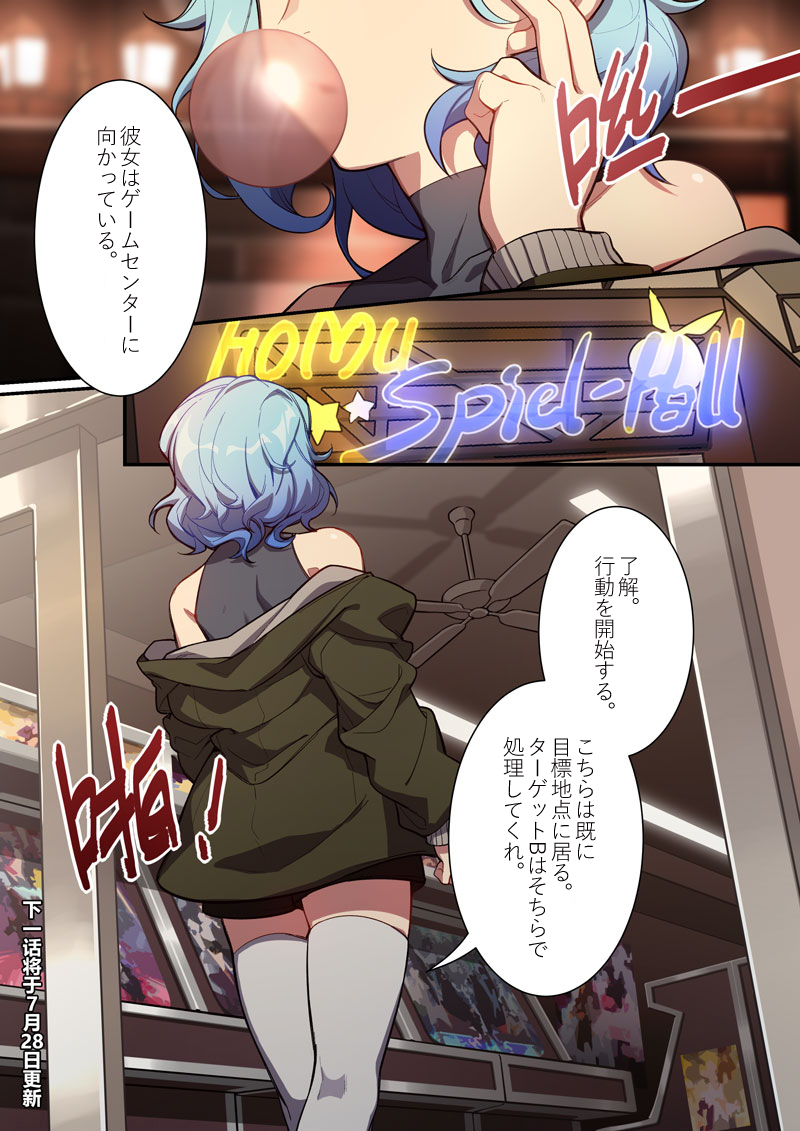 彼女はゲームセンターに
向かっている。
呲——
HOMU
Spiel-Hall
了解。
行動を開始する。
こちらは既に
目標地点に居る。
ターゲットBはそちらで
処理してくれ。
啪!
下一话将于7月28日更新